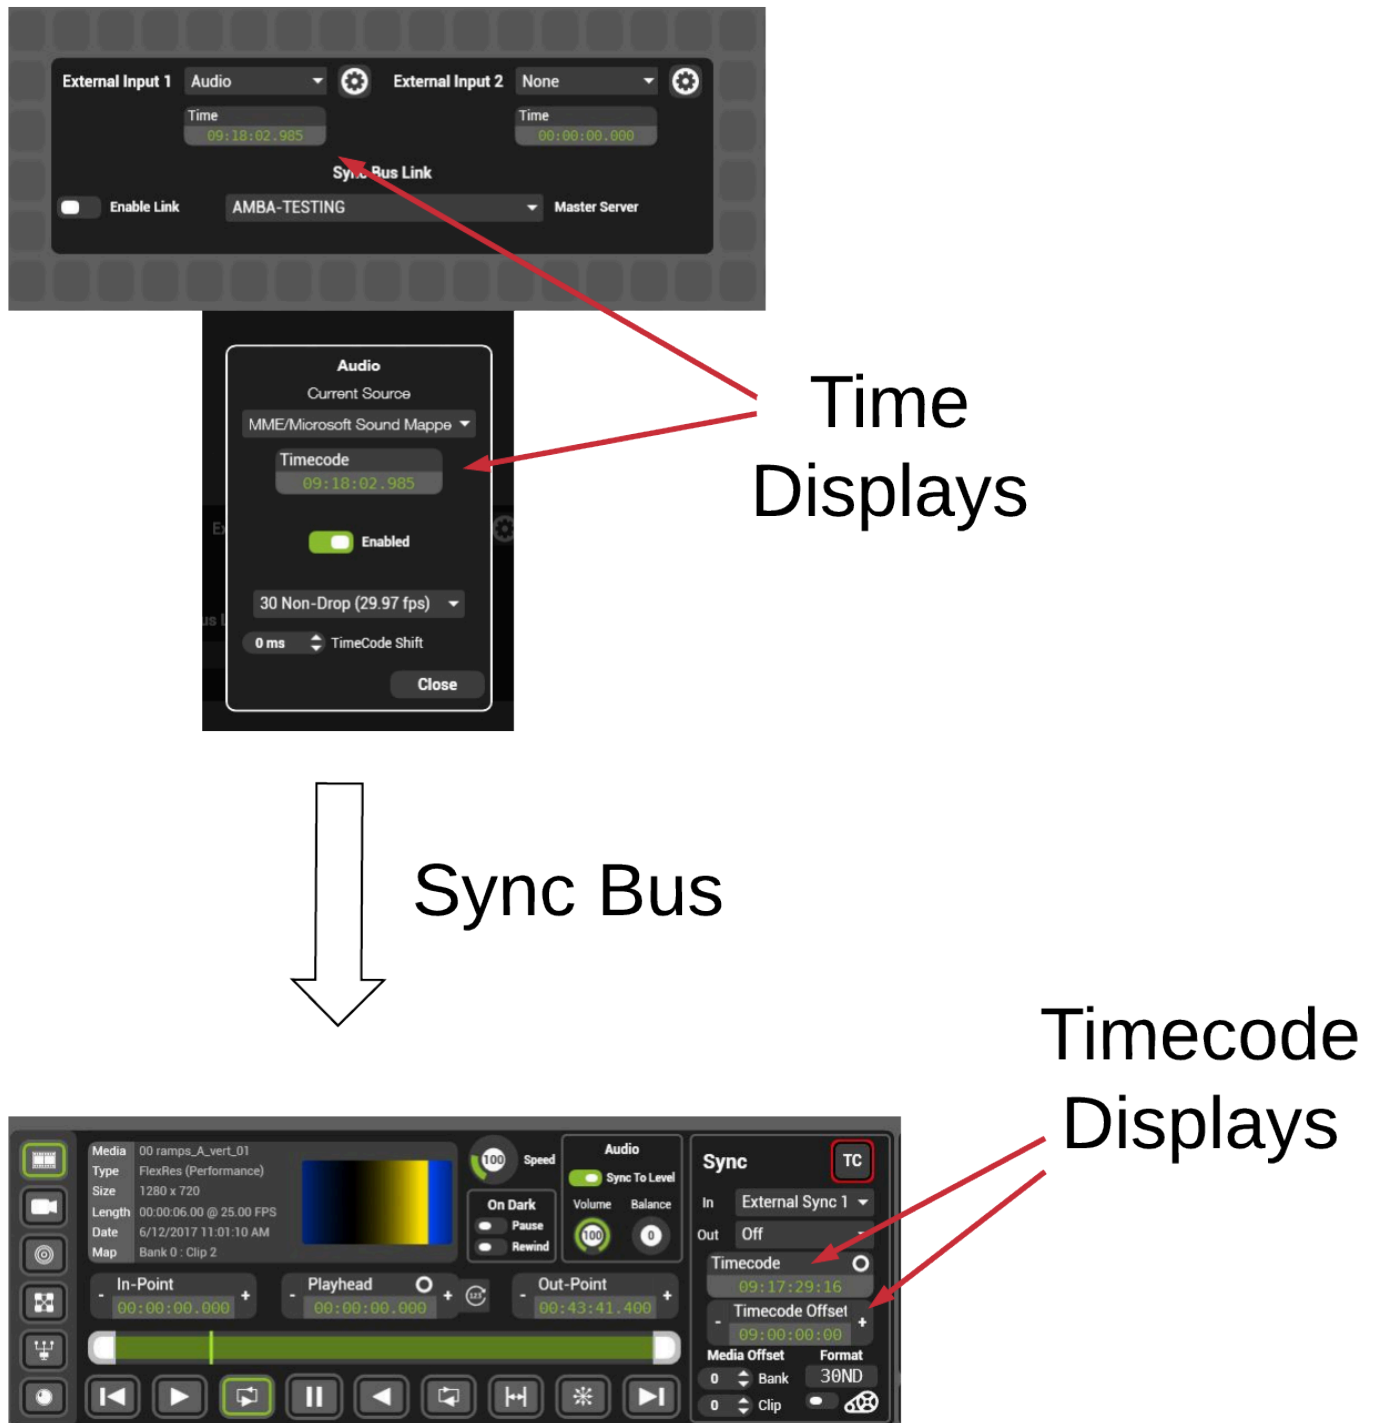 External Input 1 Audio External Input 2 None
Time Time
09:18:02.985 00:00:00.000
Sync Bus Link
Enable Link AMBA-TESTING Master Server
Audio
Current Source
MME/Microsoft Sound Mappe
Timecode
09:18:02.985
Enabled
30 Non-Drop (29.97 fps)
0 ms TimeCode Shift
Close
Time
Displays
Sync Bus
Timecode
Displays
Media 00 ramps_A_vert_01
Type FlexRes (Performance)
Size 1280 x 720
Length 00:00:06.00 @ 25.00 FPS
Date 6/12/2017 11:01:10 AM
Map Bank 0 : Clip 2
100 Speed
On Dark
Pause
Rewind
Audio
Sync To Level
Volume Balance
100 0
In-Point
- 00:00:00.000 +
Playhead
- 00:00:00.000 +
123
Out-Point
- 00:43:41.400 +
Sync TC
In External Sync 1
Out Off
Timecode
09:17:29:16
Timecode Offset
- 09:00:00:00 +
Media Offset Format
0 Bank 30ND
0 Clip